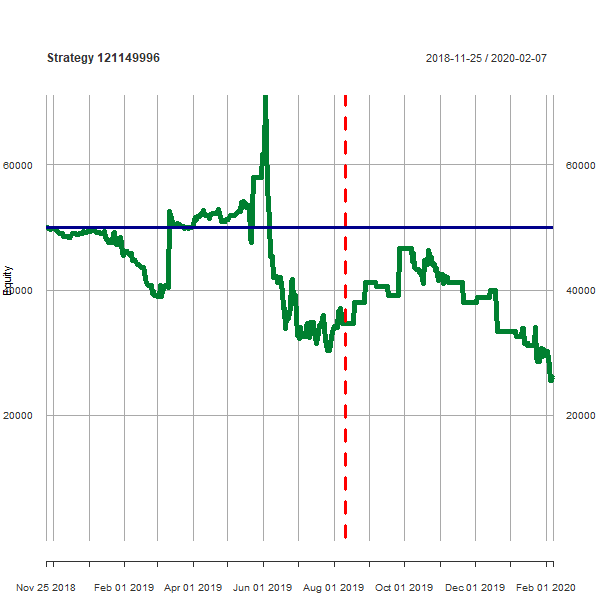 Strategy 121149996
2018-11-25 / 2020-02-07
60000
60000
Equity
40000
40000
20000
20000
Nov 25 2018
Feb 01 2019
Apr 01 2019
Jun 01 2019
Aug 01 2019
Oct 01 2019
Dec 01 2019
Feb 01 2020